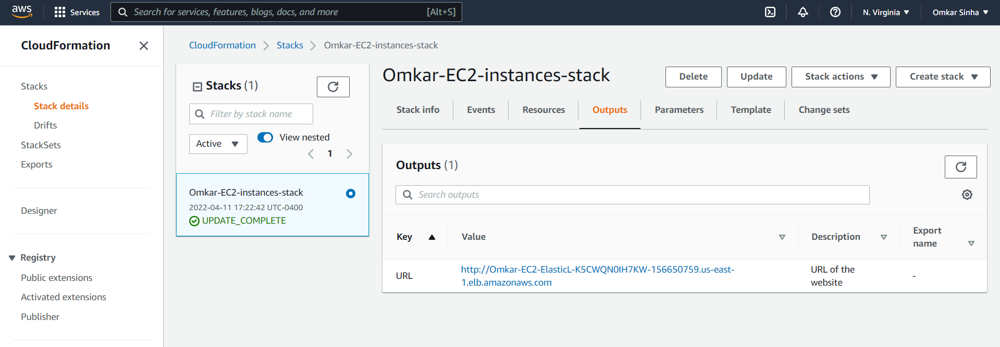 aws
Services
Search for services, features, blogs, docs, and more
[Alt+S]
N. Virginia
Omkar Sinha
CloudFormation
Stacks
Stack details
Drifts
StackSets
Exports
Designer
Registry
Public extensions
Activated extensions
Publisher
CloudFormation
Stacks
Omkar-EC2-instances-stack
Stacks (1)
Filter by stack name
Active
View nested
1
Omkar-EC2-instances-stack
2022-04-11 17:22:42 UTC-0400
UPDATE_COMPLETE
Omkar-EC2-instances-stack
Delete
Update
Stack actions
Create stack
Stack info
Events
Resources
Outputs
Parameters
Template
Change sets
Outputs (1)
Search outputs
Key
Value
Description
Export
name
URL
http://Omkar-EC2-ElasticL-K5CWQN0IH7KW-156650759.us-east-
1.elb.amazonaws.com
URL of the
website
-